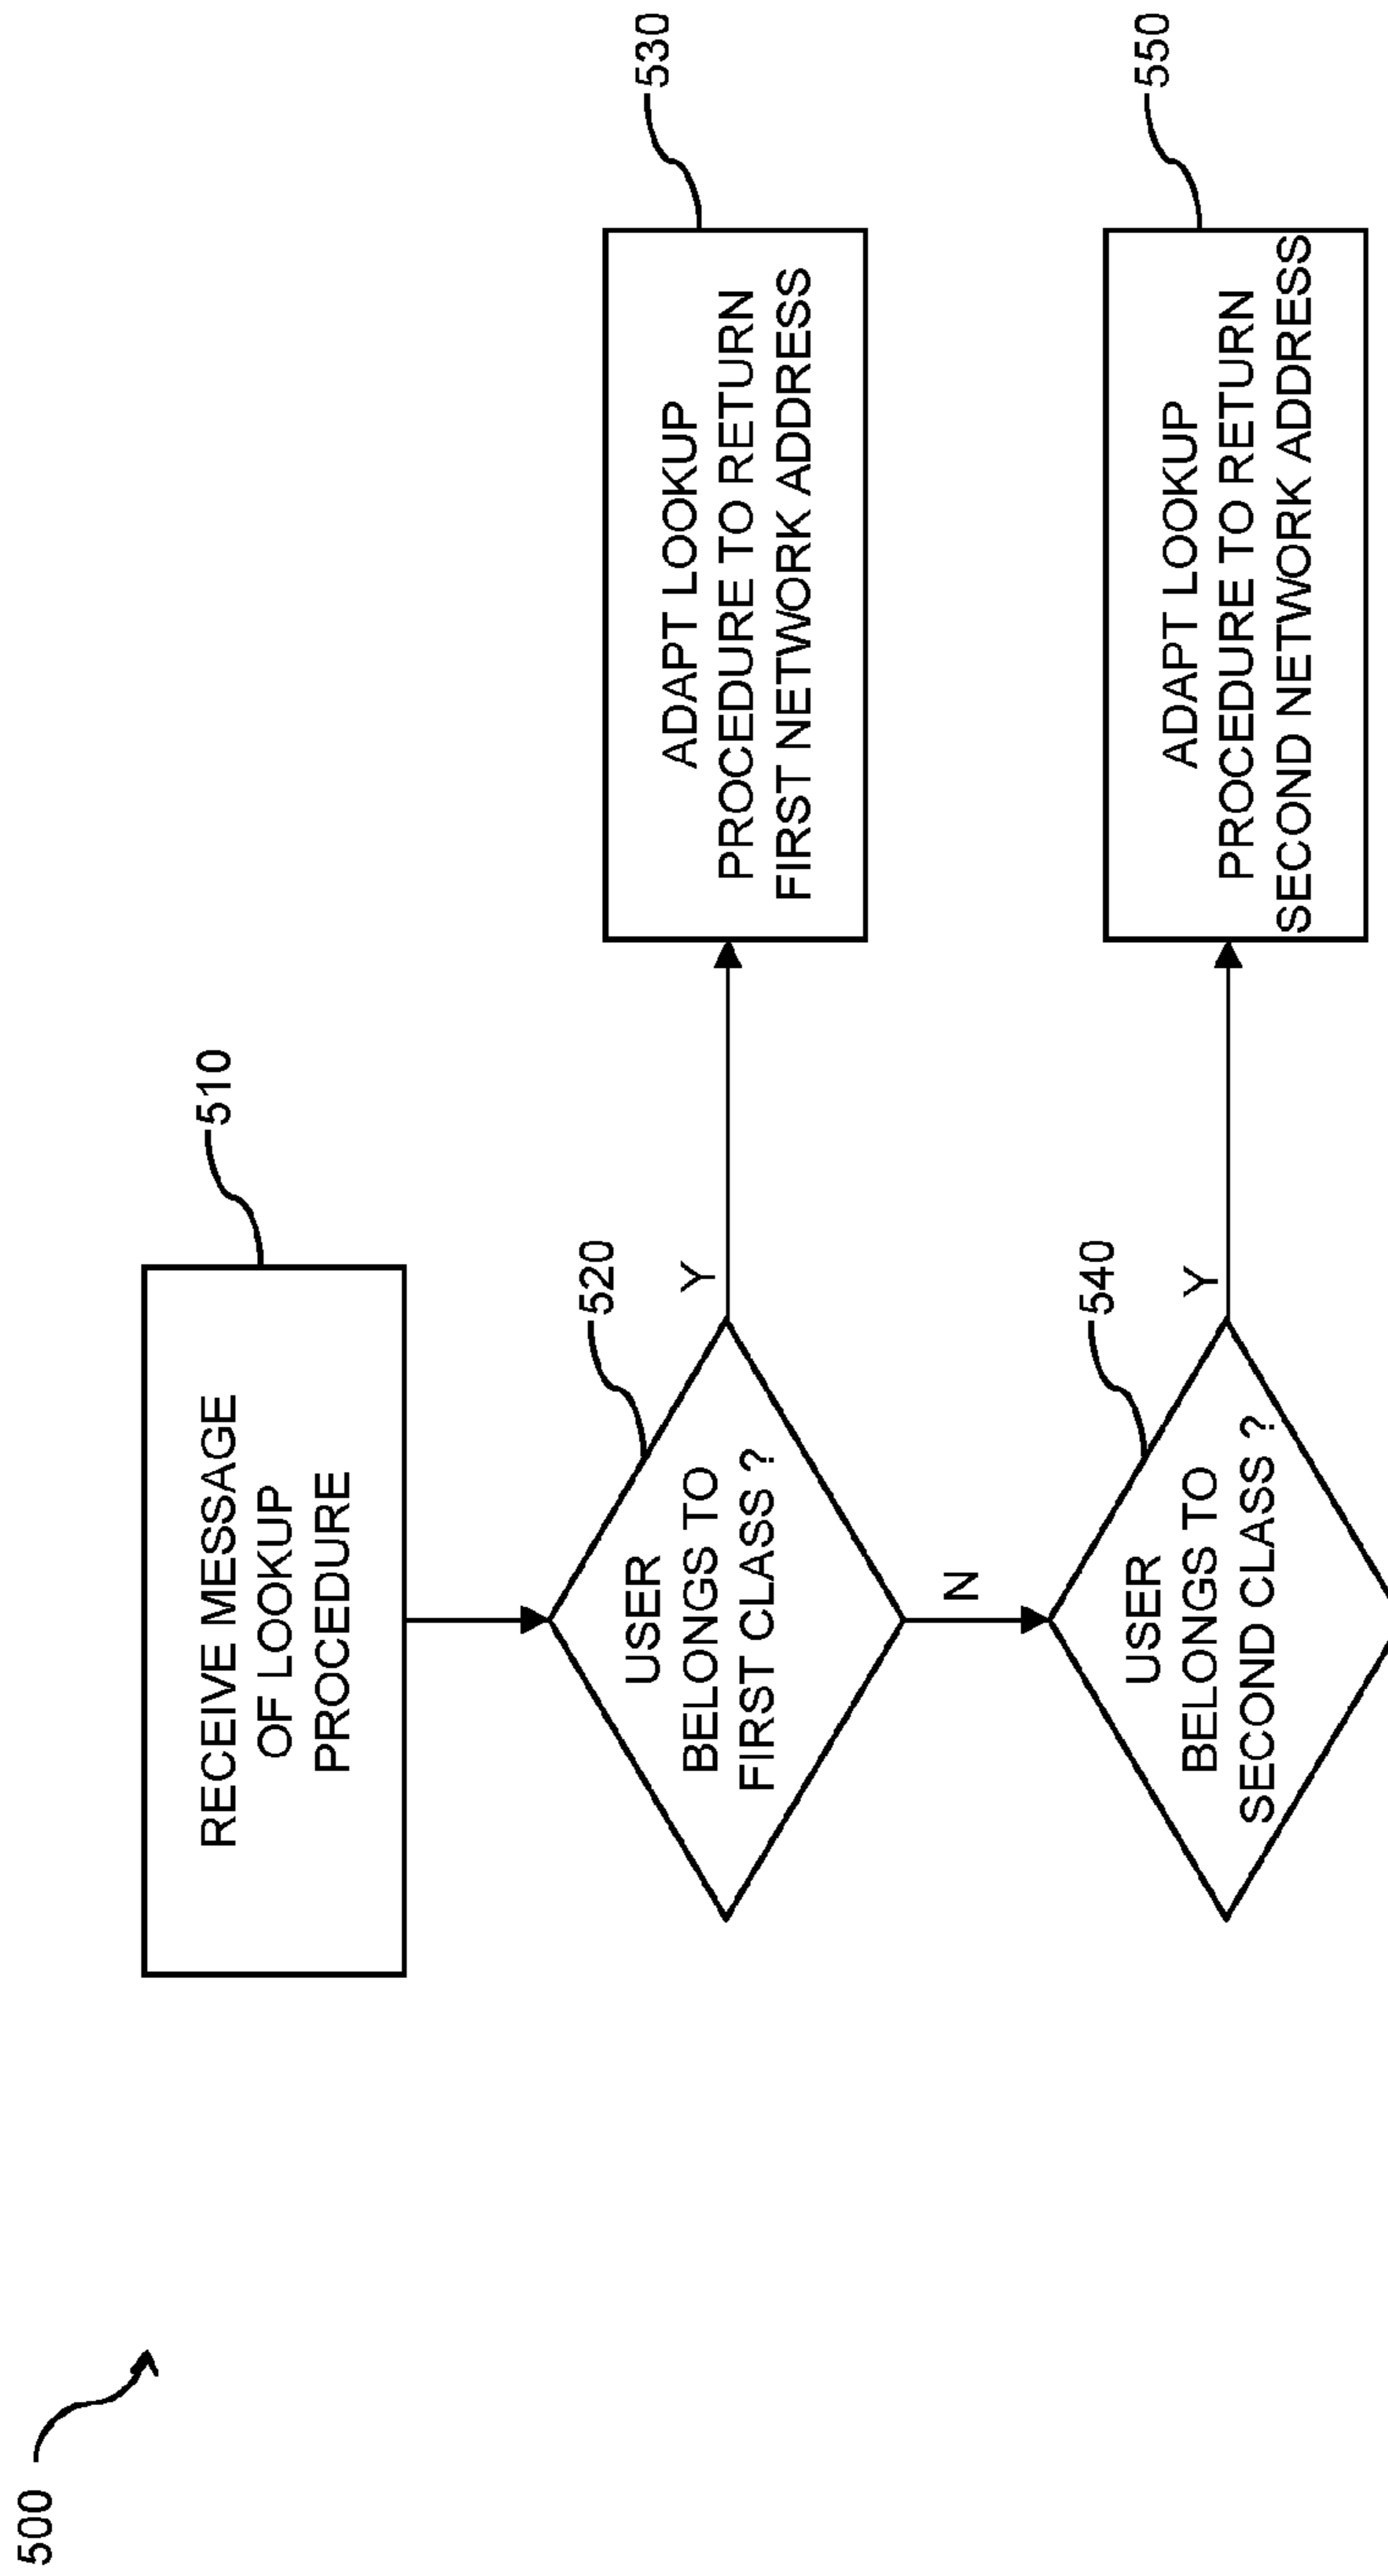 500
RECEIVE MESSAGE
OF LOOKUP
PROCEDURE
510
USER
BELONGS TO
FIRST CLASS ?
520
Y
ADAPT LOOKUP
PROCEDURE TO RETURN
FIRST NETWORK ADDRESS
530
N
USER
BELONGS TO
SECOND CLASS ?
540
Y
ADAPT LOOKUP
PROCEDURE TO RETURN
SECOND NETWORK ADDRESS
550